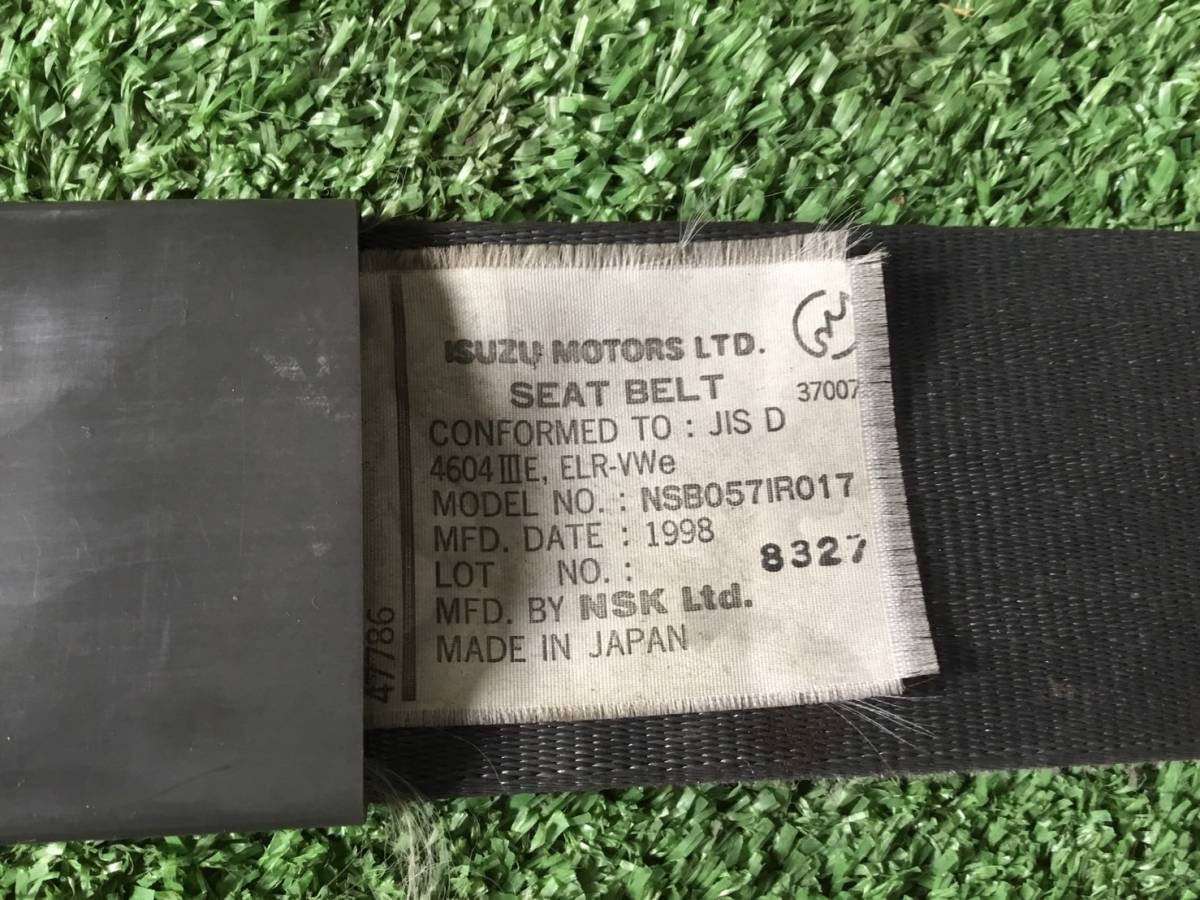 ISUZU MOTORS LTD.
SEAT BELT
37007
CONFORMED TO : JIS D
4604 III E, ELR-VWe
MODEL NO. : NSB057IR017
MFD. DATE : 1998
LOT NO. : 8327
MFD. BY NSK Ltd.
MADE IN JAPAN
47786